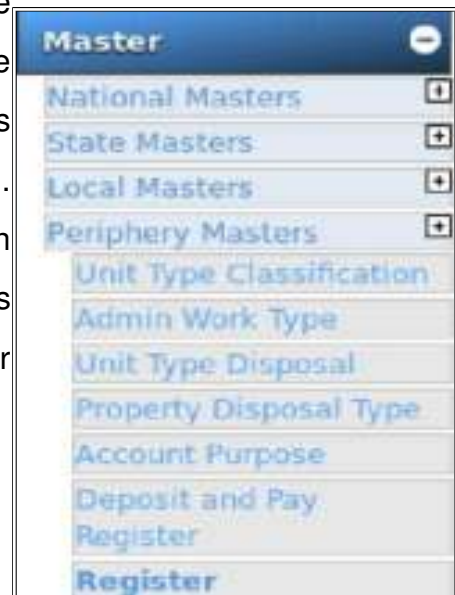 Master
National Masters
State Masters
Local Masters
Periphery Masters
Unit Type Classification
Admin Work Type
Unit Type Disposal
Property Disposal Type
Account Purpose
Deposit and Pay
Register
Register